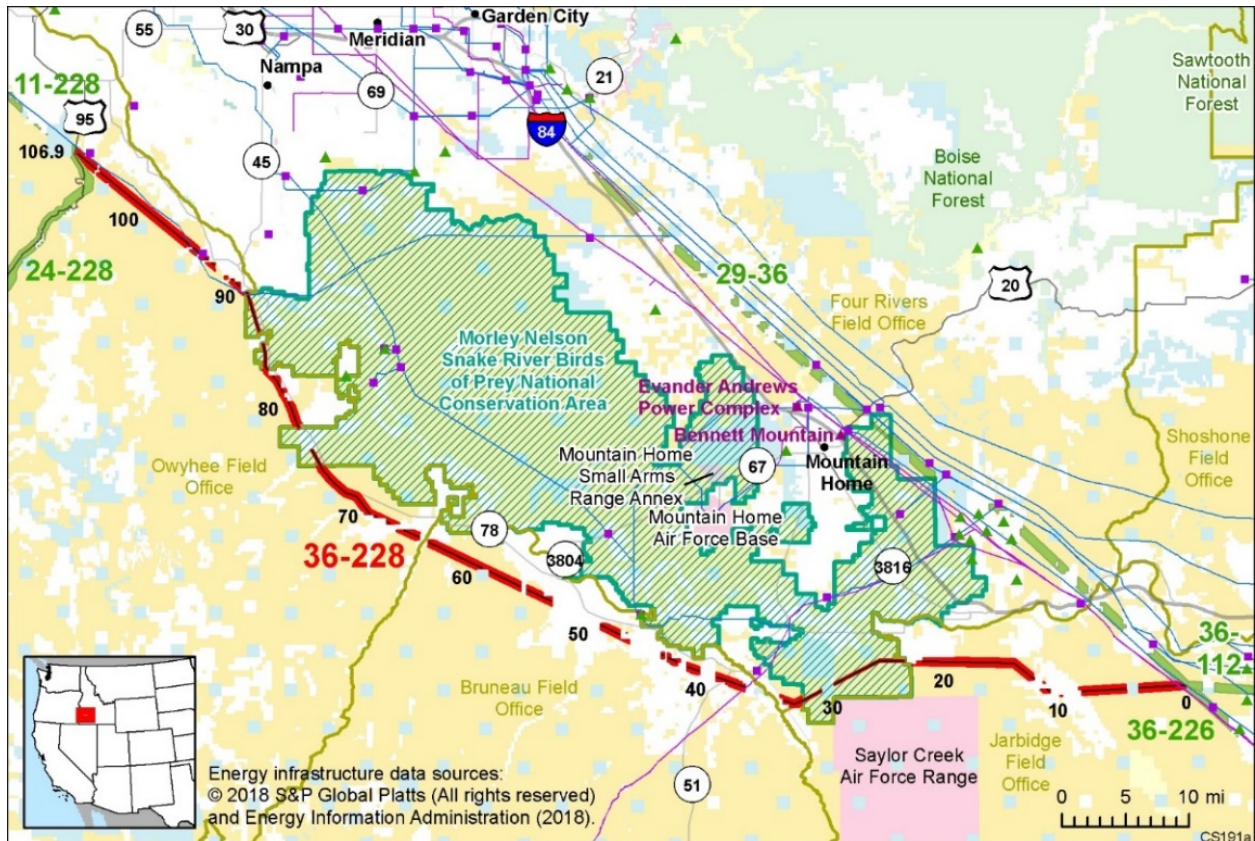 Garden City
55
30
Meridian
Sawtooth
National
Forest
Nampa
21
11-228
69
95
84
106.9
45
Boise
National
Forest
100
24-228
29-36
20
90
Four Rivers
Field Office
Morley Nelson
Snake River Birds
of Prey National
Conservation Area
Evander Andrews
Power Complex
80
Bennett Mountain
Mountain Home
Small Arms
Range Annex
67
Mountain
Home
Shoshone
Field
Office
Owyhee Field
Office
Mountain Home
Air Force Base
70
78
36-228
3804
3816
60
50
36-
112
40
20
Bruneau Field
Office
30
10
0
36-226
Saylor Creek
Air Force Range
Jarbidge
Field
Office
51
Energy infrastructure data sources:
© 2018 S&P Global Platts (All rights reserved)
and Energy Information Administration (2018).
0 5 10 mi
CS191a